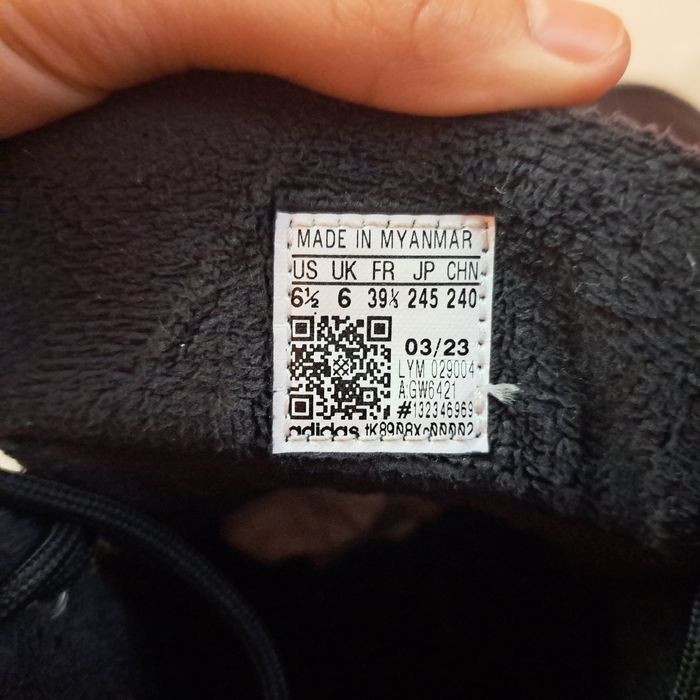 MADE IN MYANMAR
US UK FR JP CHN
6½ 6 39⅓ 245 240
03/23
LYM 029004
A:GW6421
#132346969
adidas